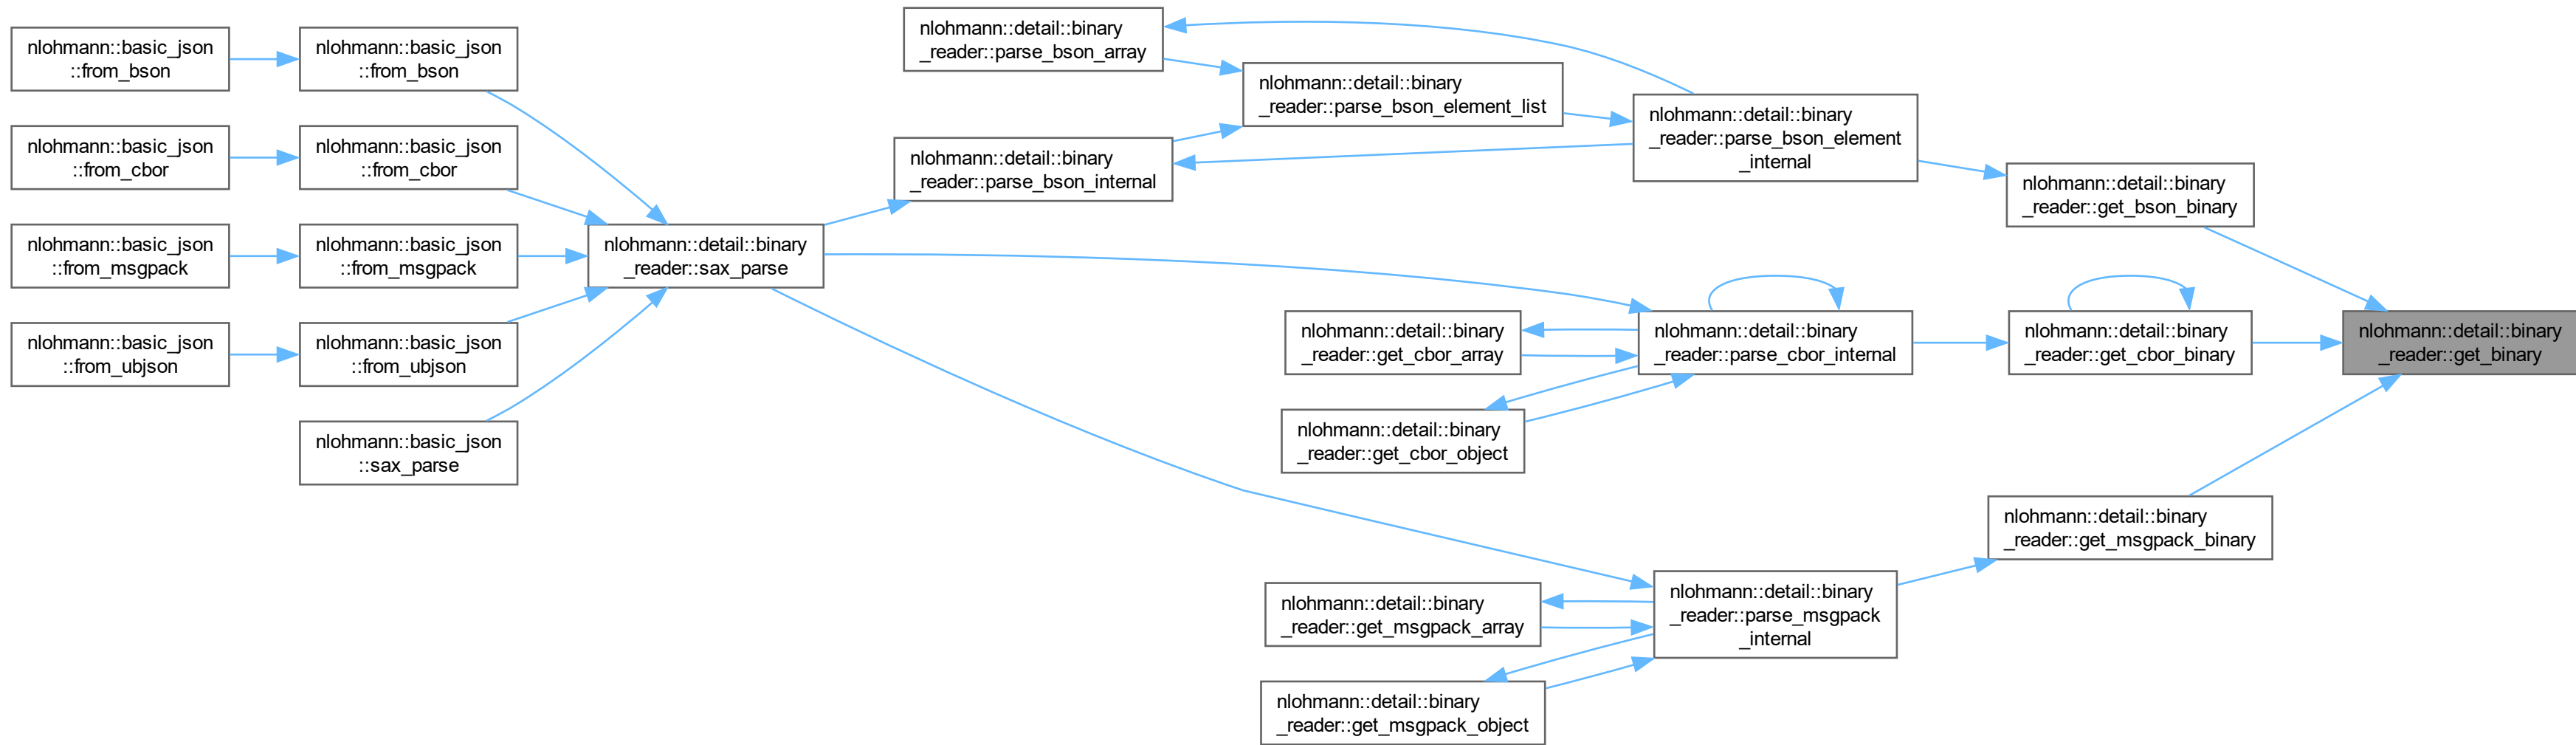 nlohmann::basic_json
::from_bson
nlohmann::basic_json
::from_cbor
nlohmann::basic_json
::from_msgpack
nlohmann::basic_json
::from_ubjson
nlohmann::basic_json
::from_bson
nlohmann::basic_json
::from_cbor
nlohmann::basic_json
::from_msgpack
nlohmann::basic_json
::from_ubjson
nlohmann::basic_json
::sax_parse
nlohmann::detail::binary
_reader::sax_parse
nlohmann::detail::binary
_reader::parse_bson_array
nlohmann::detail::binary
_reader::parse_bson_internal
nlohmann::detail::binary
_reader::parse_bson_element_list
nlohmann::detail::binary
_reader::get_cbor_array
nlohmann::detail::binary
_reader::get_cbor_object
nlohmann::detail::binary
_reader::get_msgpack_array
nlohmann::detail::binary
_reader::get_msgpack_object
nlohmann::detail::binary
_reader::parse_bson_element
_internal
nlohmann::detail::binary
_reader::parse_cbor_internal
nlohmann::detail::binary
_reader::parse_msgpack
_internal
nlohmann::detail::binary
_reader::get_bson_binary
nlohmann::detail::binary
_reader::get_cbor_binary
nlohmann::detail::binary
_reader::get_msgpack_binary
nlohmann::detail::binary
_reader::get_binary